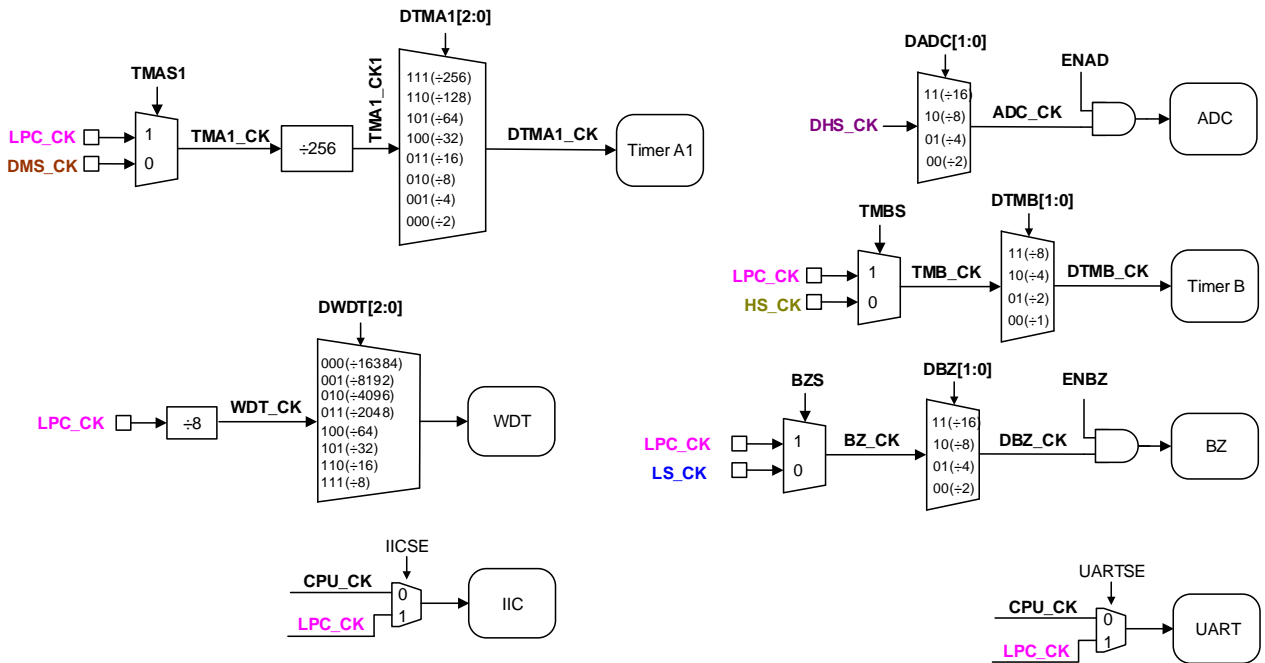 DTMA1[2:0]
TMAS1
LPC_CK
DMS_CK
1
0
TMA1_CK
÷256
TMA1_CK1
111(÷256)
110(÷128)
101(÷64)
100(÷32)
011(÷16)
010(÷8)
001(÷4)
000(÷2)
DTMA1_CK
Timer A1
DADC[1:0]
ENAD
DHS_CK
11(÷16)
10(÷8)
01(÷4)
00(÷2)
ADC_CK
ADC
TMBS
DTMB[1:0]
LPC_CK
HS_CK
1
0
TMB_CK
11(÷8)
10(÷4)
01(÷2)
00(÷1)
DTMB_CK
Timer B
DWDT[2:0]
LPC_CK
÷8
WDT_CK
000(÷16384)
001(÷8192)
010(÷4096)
011(÷2048)
100(÷64)
101(÷32)
110(÷16)
111(÷8)
WDT
BZS
DBZ[1:0]
ENBZ
LPC_CK
LS_CK
1
0
BZ_CK
11(÷16)
10(÷8)
01(÷4)
00(÷2)
DBZ_CK
BZ
IICSE
CPU_CK
LPC_CK
0
1
IIC
UARTSE
CPU_CK
LPC_CK
0
1
UART